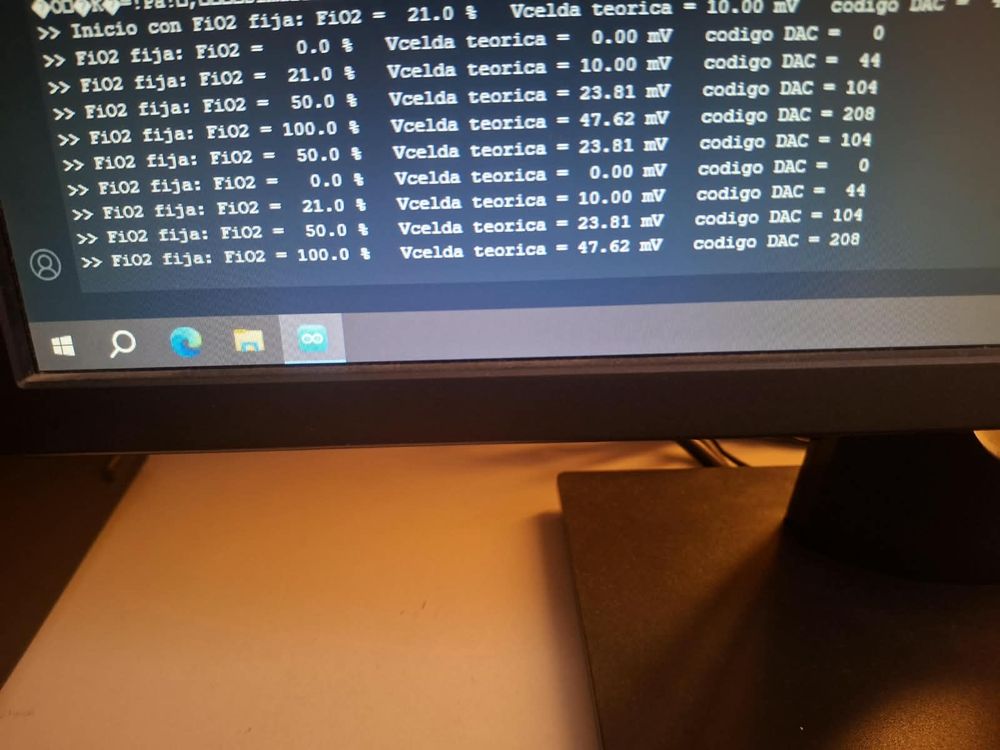 >> Inicio con FiO2 fija: FiO2 =  21.0 %   Vcelda teorica = 10.00 mV   codigo DAC =
>> FiO2 fija: FiO2 =   0.0 %   Vcelda teorica =  0.00 mV   codigo DAC =   0
>> FiO2 fija: FiO2 =  21.0 %   Vcelda teorica = 10.00 mV   codigo DAC =  44
>> FiO2 fija: FiO2 =  50.0 %   Vcelda teorica = 23.81 mV   codigo DAC = 104
>> FiO2 fija: FiO2 = 100.0 %   Vcelda teorica = 47.62 mV   codigo DAC = 208
>> FiO2 fija: FiO2 =  50.0 %   Vcelda teorica = 23.81 mV   codigo DAC = 104
>> FiO2 fija: FiO2 =   0.0 %   Vcelda teorica =  0.00 mV   codigo DAC =   0
>> FiO2 fija: FiO2 =  21.0 %   Vcelda teorica = 10.00 mV   codigo DAC =  44
>> FiO2 fija: FiO2 =  50.0 %   Vcelda teorica = 23.81 mV   codigo DAC = 104
>> FiO2 fija: FiO2 = 100.0 %   Vcelda teorica = 47.62 mV   codigo DAC = 208